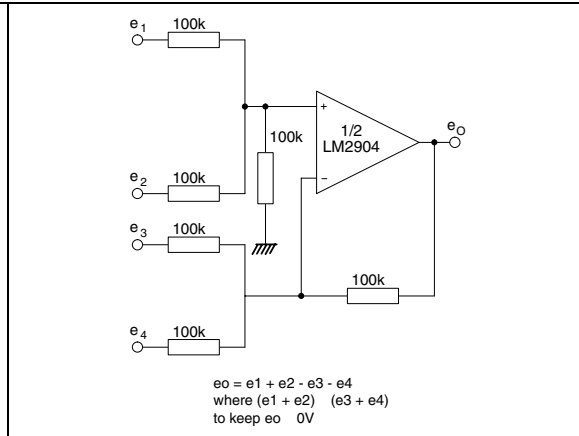 e1
100k
100k
e2
100k
e3
100k
e4
100k
+
1/2
LM2904
-
eO
100k
eo = e1 + e2 - e3 - e4
where (e1 + e2) (e3 + e4)
to keep eo 0V